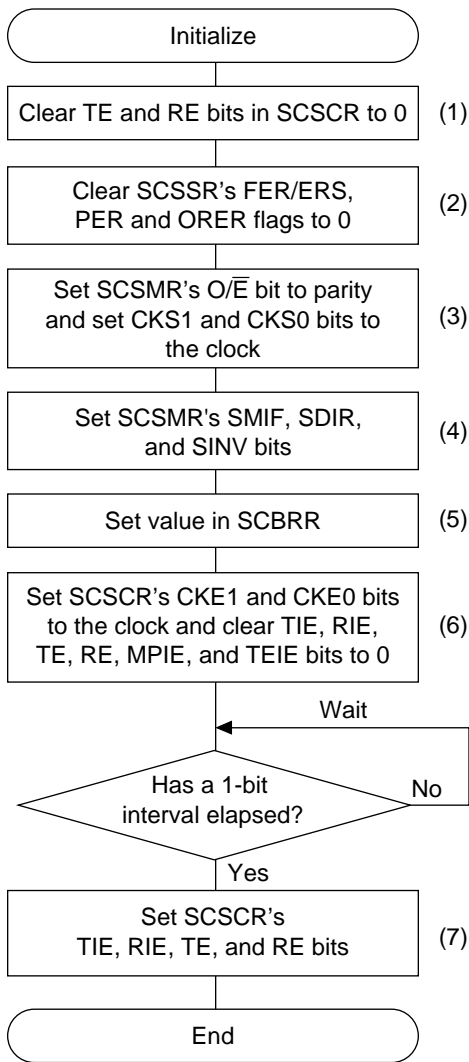 Initialize
Clear TE and RE bits in SCSCR to 0
(1)
Clear SCSSR's FER/ERS,
PER and ORER flags to 0
(2)
Set SCSMR's O/E̅ bit to parity
and set CKS1 and CKS0 bits to
the clock
(3)
Set SCSMR's SMIF, SDIR,
and SINV bits
(4)
Set value in SCBRR
(5)
Set SCSCR's CKE1 and CKE0 bits
to the clock and clear TIE, RIE,
TE, RE, MPIE, and TEIE bits to 0
(6)
Wait
Has a 1-bit
interval elapsed?
No
Yes
Set SCSCR's
TIE, RIE, TE, and RE bits
(7)
End